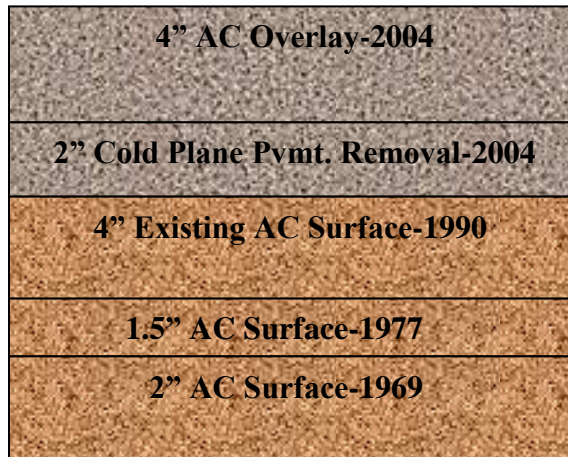 4” AC Overlay-2004
2” Cold Plane Pvmt. Removal-2004
4” Existing AC Surface-1990
1.5” AC Surface-1977
2” AC Surface-1969